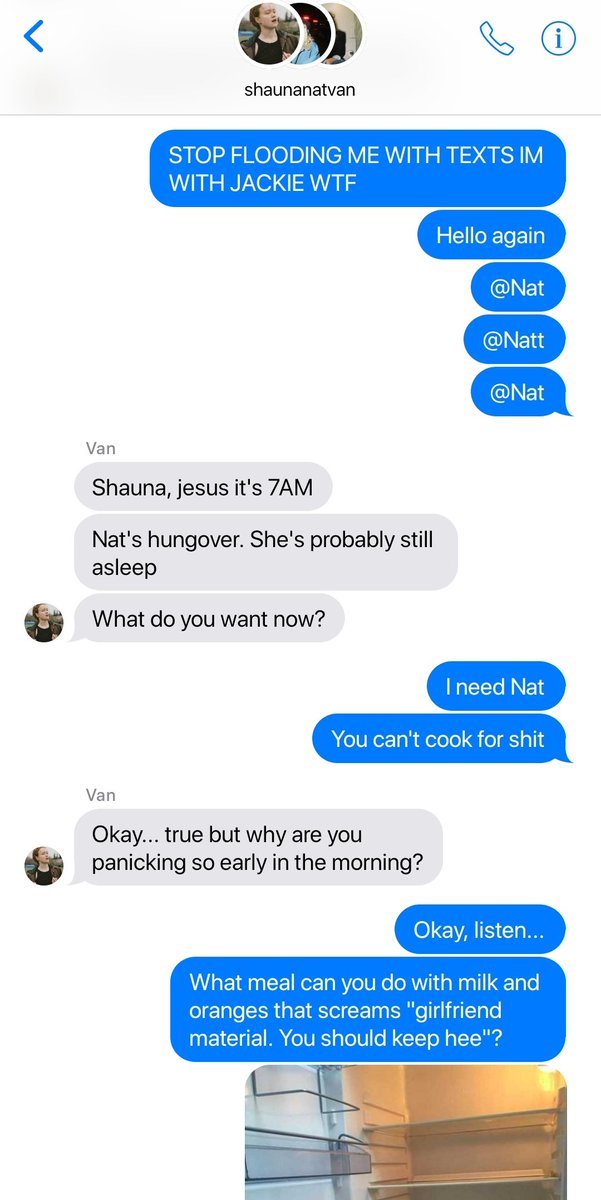 shaunanatvan
STOP FLOODING ME WITH TEXTS IM
WITH JACKIE WTF
Hello again
@Nat
@Natt
@Nat
Van
Shauna, jesus it's 7AM
Nat's hungover. She's probably still
asleep
What do you want now?
I need Nat
You can't cook for shit
Van
Okay... true but why are you
panicking so early in the morning?
Okay, listen...
What meal can you do with milk and
oranges that screams "girlfriend
material. You should keep hee"?